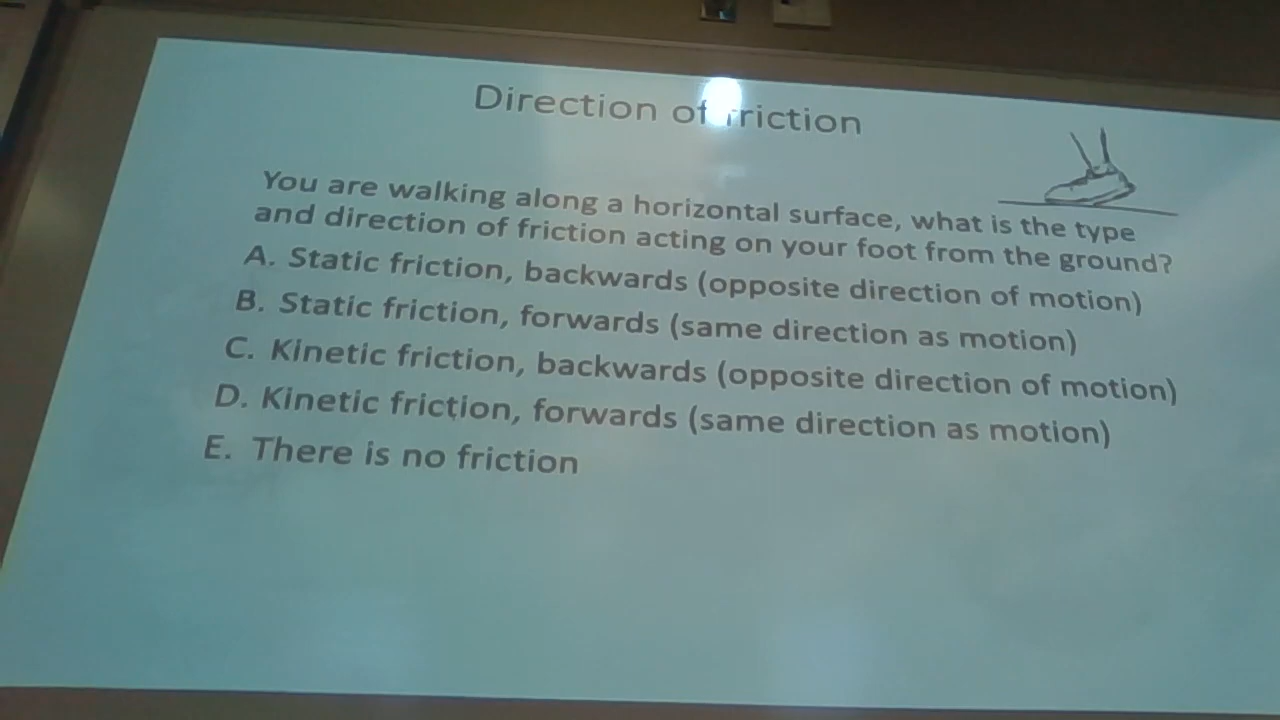 Direction of friction
You are walking along a horizontal surface, what is the type
and direction of friction acting on your foot from the ground?
A. Static friction, backwards (opposite direction of motion)
B. Static friction, forwards (same direction as motion)
C. Kinetic friction, backwards (opposite direction of motion)
D. Kinetic friction, forwards (same direction as motion)
E. There is no friction